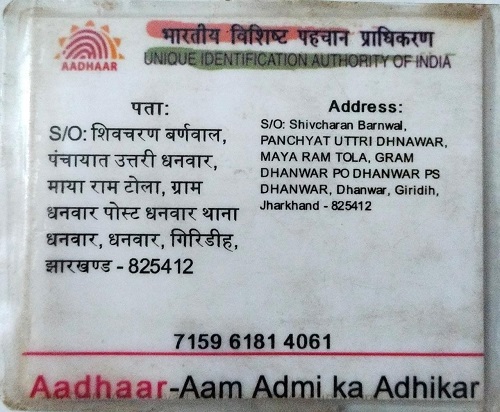 भारतीय विशिष्ट पहचान प्राधिकरण
UNIQUE IDENTIFICATION AUTHORITY OF INDIA
AADHAAR
पता:
S/O: शिवचरण बर्णवाल,
पंचायात उत्तरी धनवार,
माया राम टोला, ग्राम
धनवार पोस्ट धनवार थाना
धनवार, धनवार, गिरिडीह,
झारखण्ड - 825412
Address:
S/O: Shivcharan Barnwal,
PANCHYAT UTTRI DHNAWAR,
MAYA RAM TOLA, GRAM
DHANWAR PO DHANWAR PS
DHANWAR, Dhanwar, Giridih,
Jharkhand - 825412
7159 6181 4061
Aadhaar-Aam Admi ka Adhikar